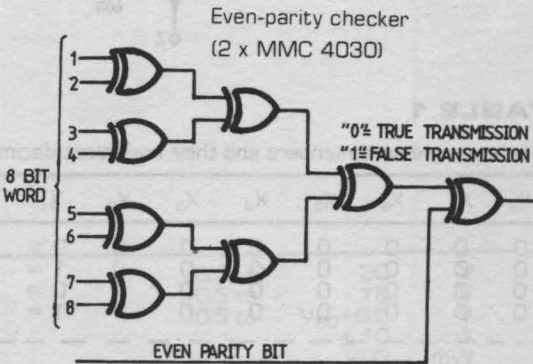 Even-parity checker
(2 x MMC 4030)
1
2
3
4
5
6
7
8
8 BIT
WORD
"0"≙ TRUE TRANSMISSION
"1"≙ FALSE TRANSMISSION
EVEN PARITY BIT